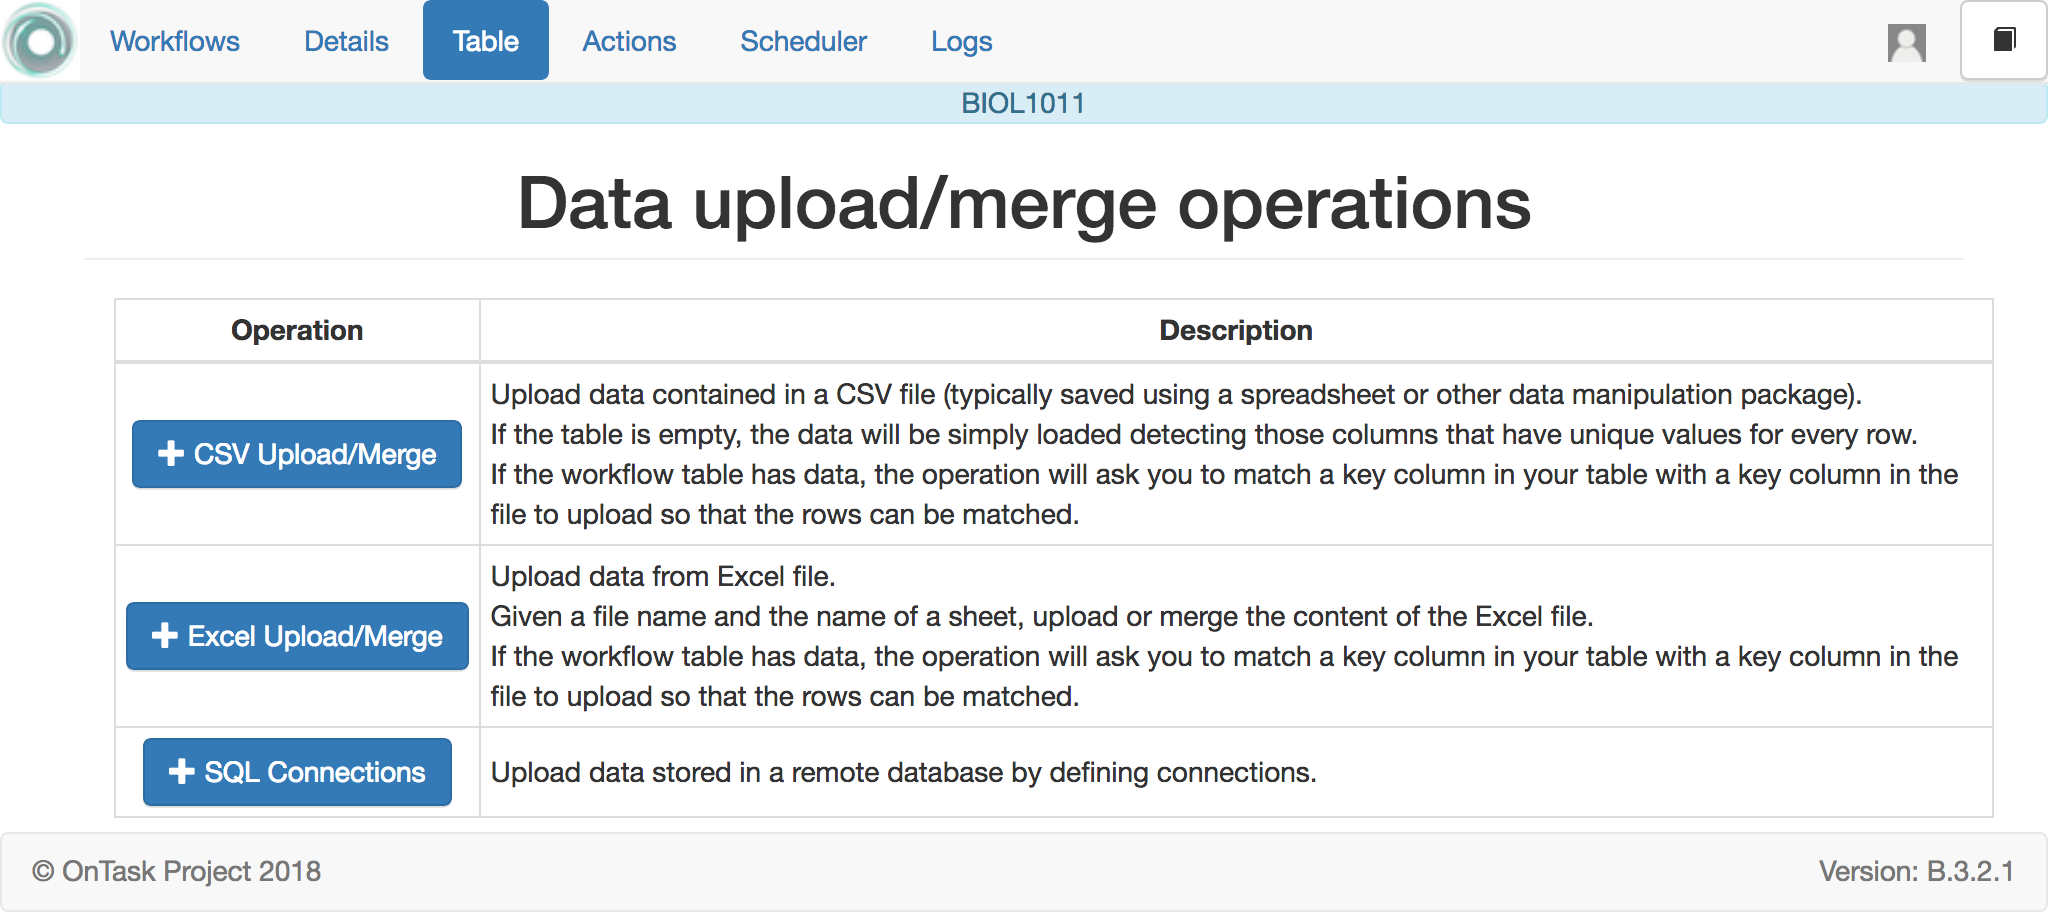 Workflows Details Table Actions Scheduler Logs
BIOL1011
Data upload/merge operations
Operation Description
CSV Upload/Merge
Upload data contained in a CSV file (typically saved using a spreadsheet or other data manipulation package).
If the table is empty, the data will be simply loaded detecting those columns that have unique values for every row.
If the workflow table has data, the operation will ask you to match a key column in your table with a key column in the
file to upload so that the rows can be matched.
Excel Upload/Merge
Upload data from Excel file.
Given a file name and the name of a sheet, upload or merge the content of the Excel file.
If the workflow table has data, the operation will ask you to match a key column in your table with a key column in the
file to upload so that the rows can be matched.
SQL Connections
Upload data stored in a remote database by defining connections.
© OnTask Project 2018 Version: B.3.2.1